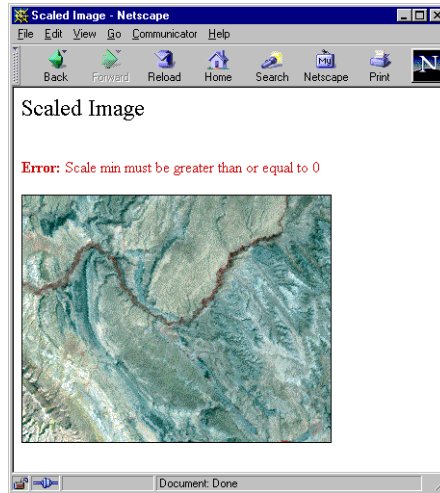 Scaled Image - Netscape
File Edit View Go Communicator Help
My N
Back Forward Reload Home Search Netscape Print
Scaled Image
Error: Scale min must be greater than or equal to 0
Document: Done